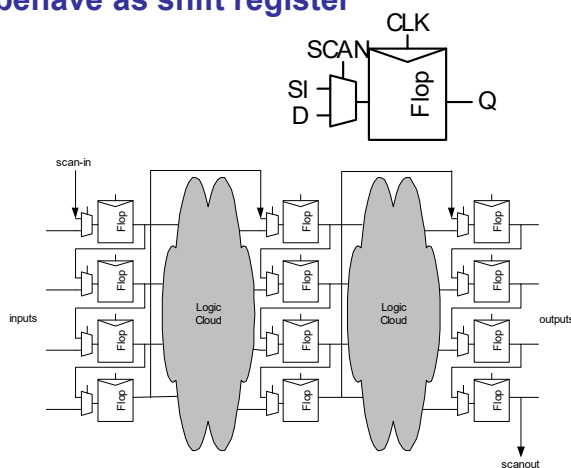 behave as shift register
CLK
SCAN
SI
D
Flop
Q
scan-in
Flop
Flop
Flop
Flop
Flop
Flop
Flop
Flop
Flop
Flop
Flop
Flop
inputs
Logic
Cloud
Logic
Cloud
outputs
scanout